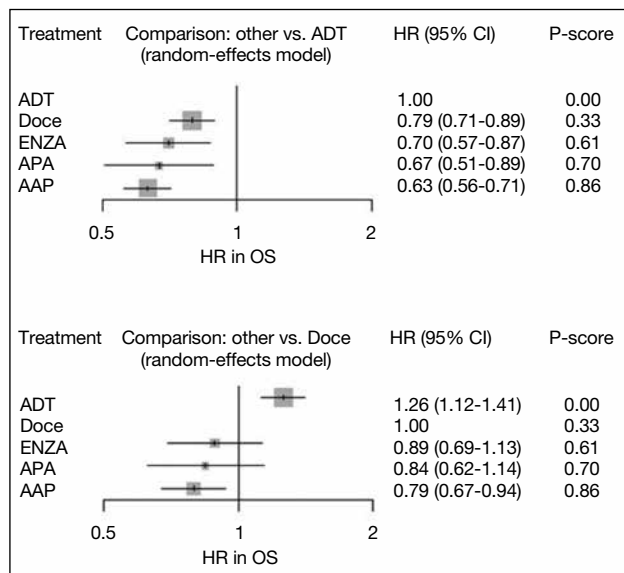 Treatment Comparison: other vs. ADT HR (95% CI) P-score
(random-effects model)
ADT 1.00 0.00
Doce 0.79 (0.71-0.89) 0.33
ENZA 0.70 (0.57-0.87) 0.61
APA 0.67 (0.51-0.89) 0.70
AAP 0.63 (0.56-0.71) 0.86
0.5 1 2
HR in OS
Treatment Comparison: other vs. Doce HR (95% CI) P-score
(random-effects model)
ADT 1.26 (1.12-1.41) 0.00
Doce 1.00 0.33
ENZA 0.89 (0.69-1.13) 0.61
APA 0.84 (0.62-1.14) 0.70
AAP 0.79 (0.67-0.94) 0.86
0.5 1 2
HR in OS